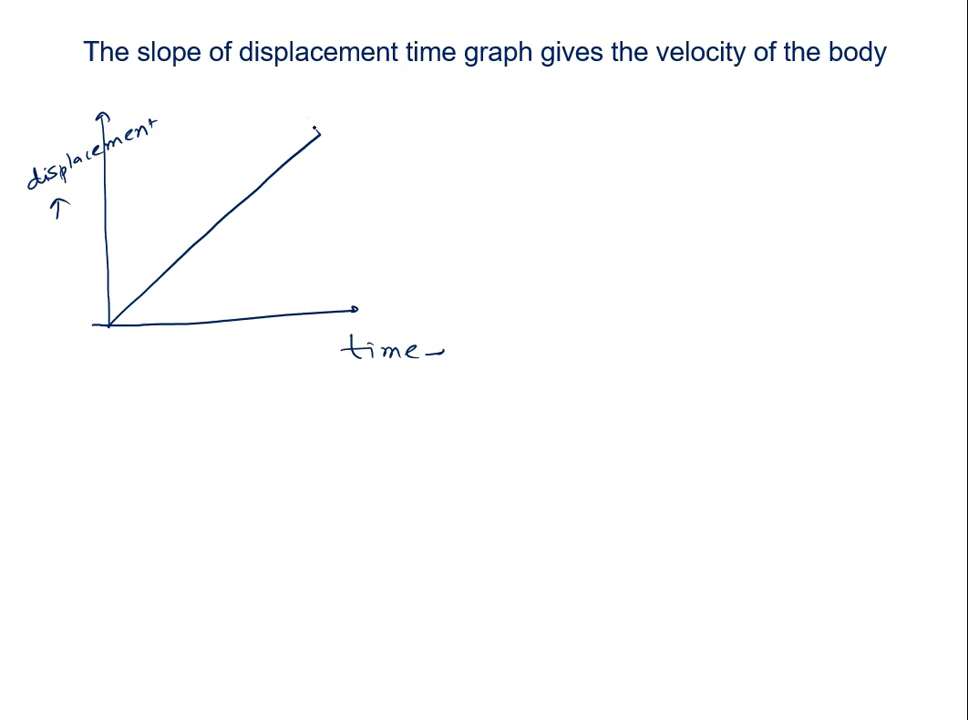 The slope of displacement time graph gives the velocity of the body
displacement
time